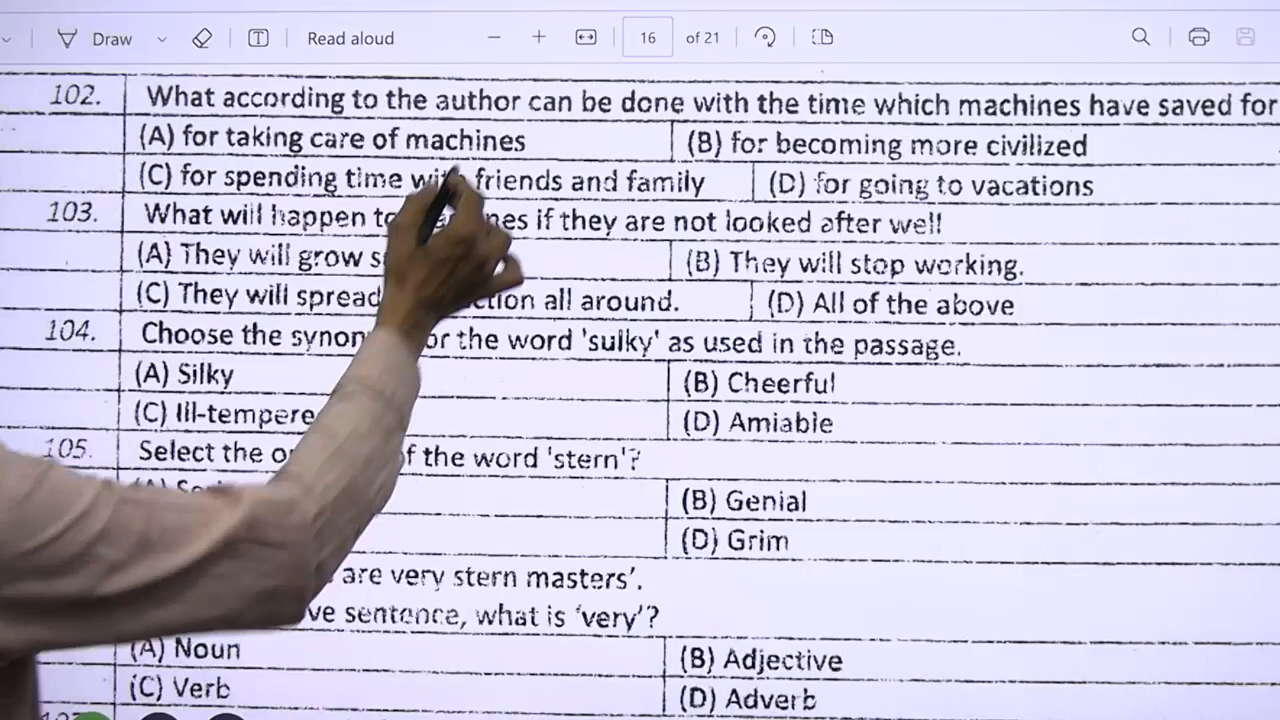 Draw
Read aloud
16
of 21
102. What according to the author can be done with the time which machines have saved for
(A) for taking care of machines (B) for becoming more civilized
(C) for spending time with friends and family (D) for going to vacations
103. What will happen to if they are not looked after well
(A) They will grow (B) They will stop working.
(C) They will spread all around. (D) All of the above
104. Choose the the word 'sulky' as used in the passage.
(A) Silky (B) Cheerful
(C) Ill-tempere (D) Amiable
105. Select the of the word 'stern'?
(B) Genial
(D) Grim
are very stern masters'.
sentence, what is 'very'?
(A) Noun (B) Adjective
(C) Verb (D) Adverb